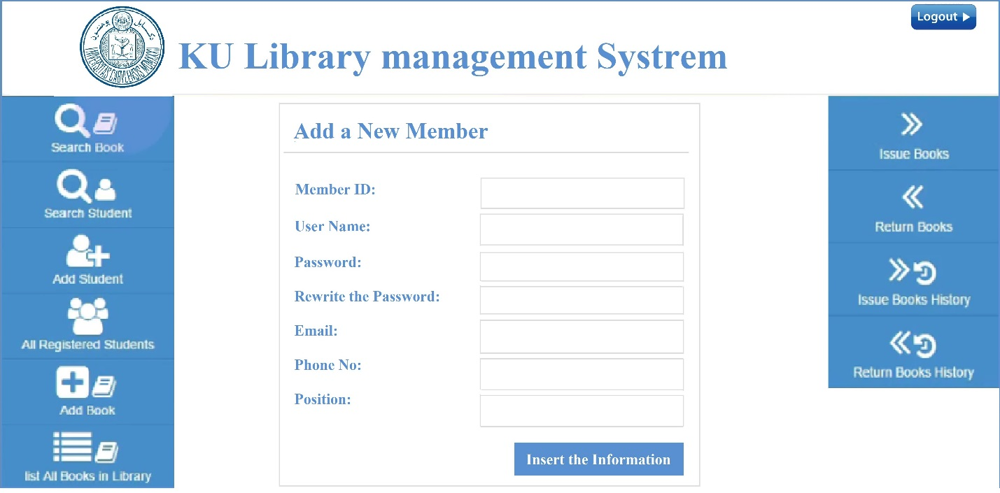 Logout
KU Library management Systrem
Search Book
Search Student
Add Student
All Registered Students
Add Book
list All Books in Library
Add a New Member
Member ID:
User Name:
Password:
Rewrite the Password:
Email:
Phone No:
Position:
Insert the Information
Issue Books
Return Books
Issue Books History
Return Books History